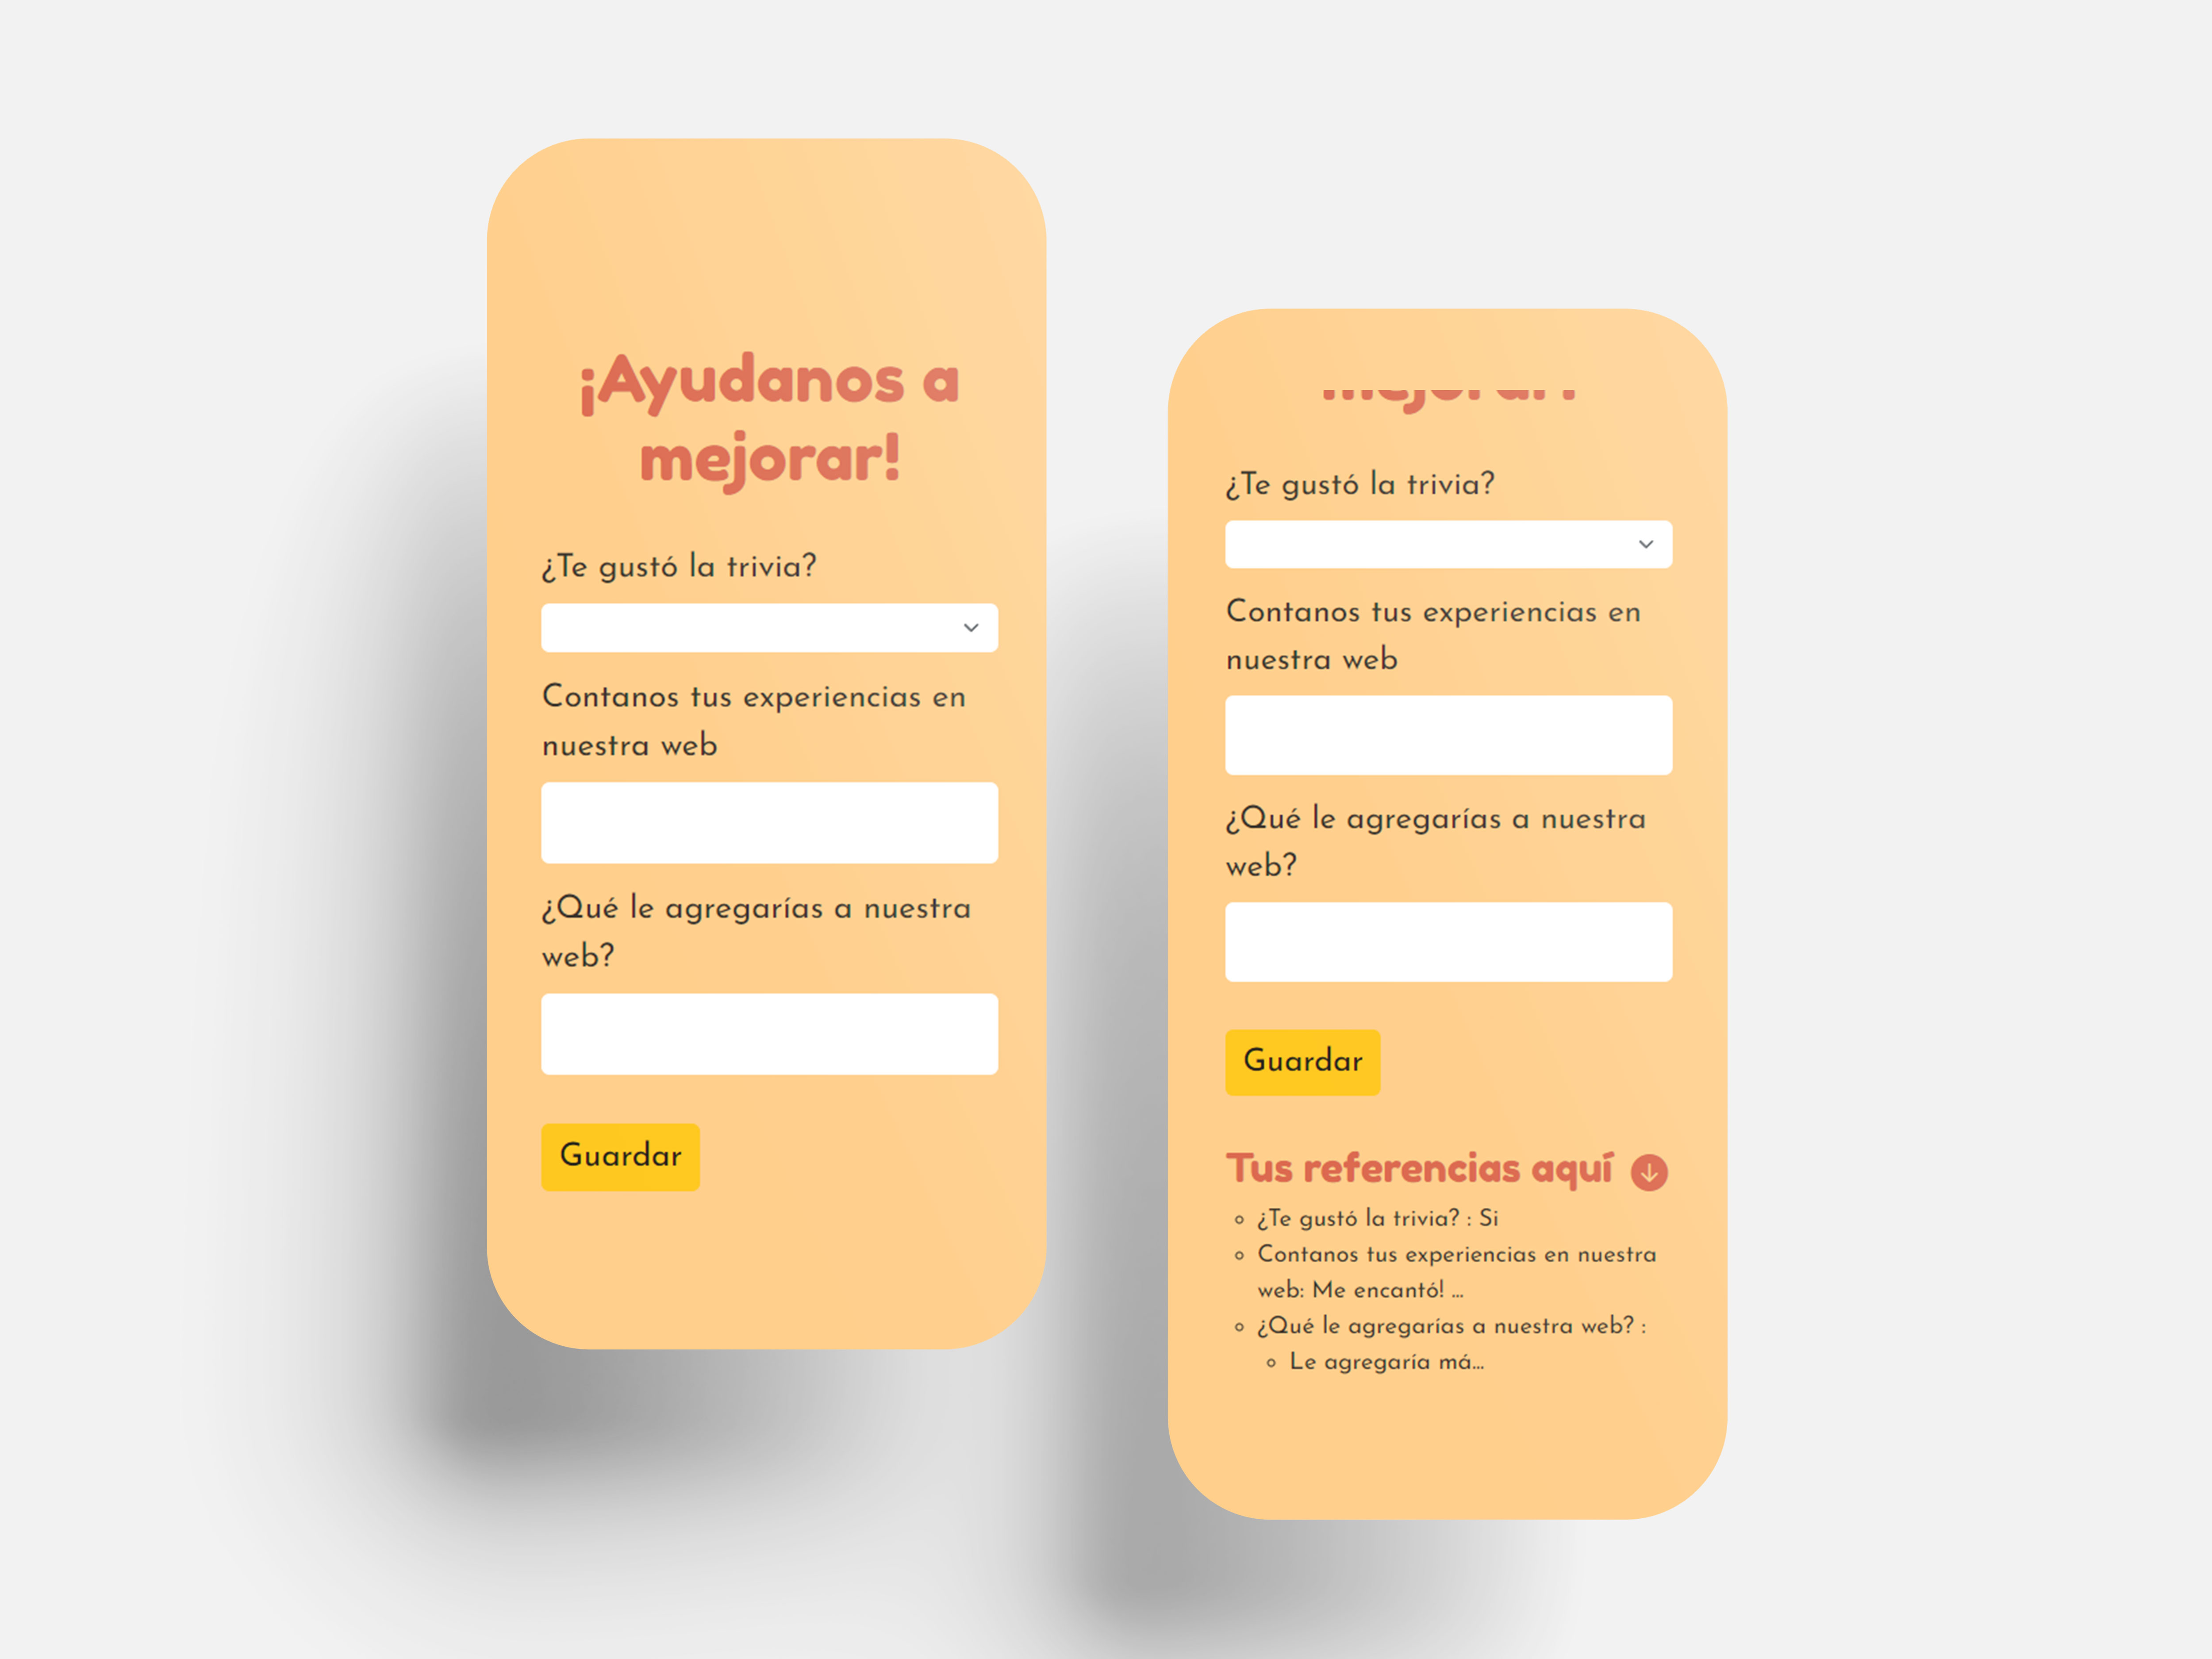 ¡Ayudanos a
mejorar!
¿Te gustó la trivia?
Contanos tus experiencias en
nuestra web
¿Qué le agregarías a nuestra
web?
Guardar
mejorar!
¿Te gustó la trivia?
Contanos tus experiencias en
nuestra web
¿Qué le agregarías a nuestra
web?
Guardar
Tus referencias aquí
¿Te gustó la trivia? : Si
Contanos tus experiencias en nuestra
web: Me encantó! ...
¿Qué le agregarías a nuestra web? :
Le agregaría má...